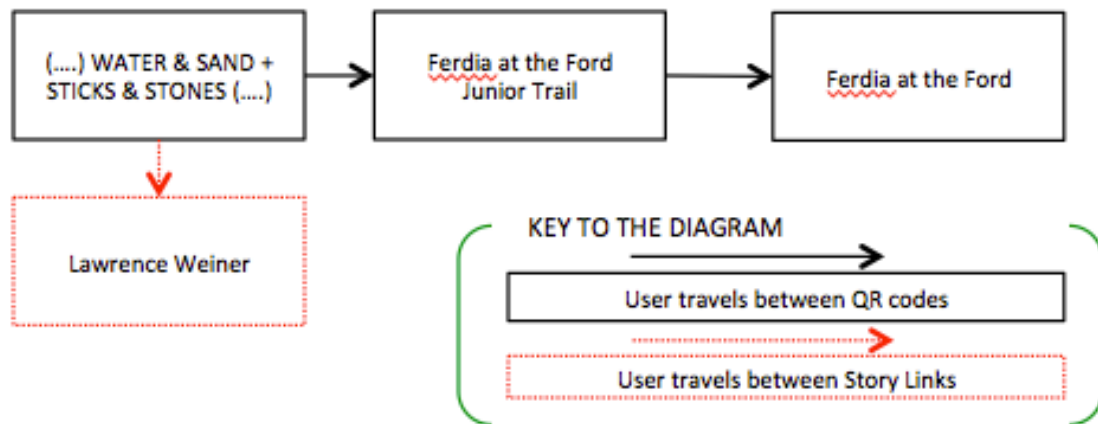 (....) WATER & SAND +
STICKS & STONES (....)
Ferdia at the Ford
Junior Trail
Ferdia at the Ford
Lawrence Weiner
KEY TO THE DIAGRAM
User travels between QR codes
User travels between Story Links